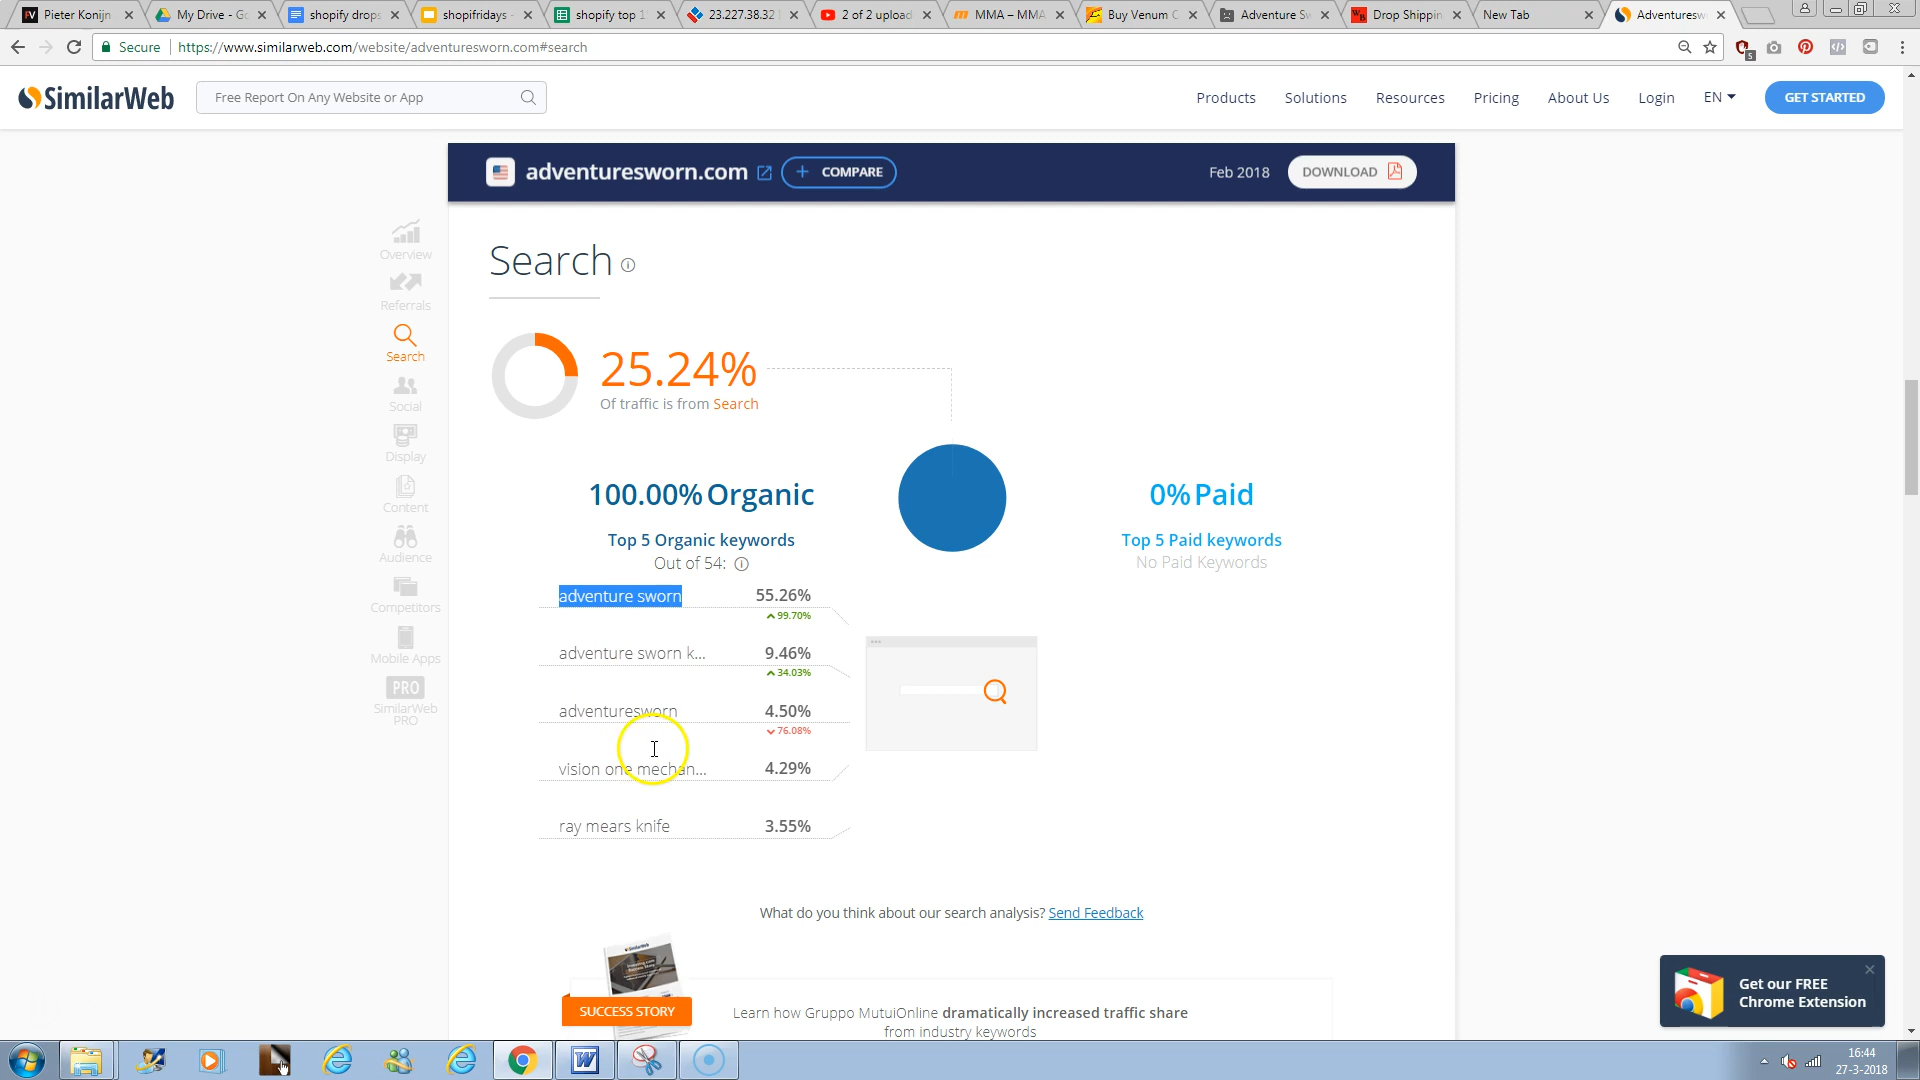 Pieter Konijn
My Drive - Go
shopify drops
shopifridays -
shopify top 1
23.227.38.32
2 of 2 upload
MMA – MMA
Buy Venum C
Adventure Sw
Drop Shippin
New Tab
Adventuresw
Secure
https://www.similarweb.com/website/adventuresworn.com#search
5
SimilarWeb
Free Report On Any Website or App
Products
Solutions
Resources
Pricing
About Us
Login
EN
GET STARTED
adventuresworn.com
COMPARE
Feb 2018
DOWNLOAD
Overview
Referrals
Search
Social
Display
Content
Audience
Competitors
Mobile Apps
PRO
SimilarWeb
PRO
Search
25.24%
Of traffic is from Search
100.00% Organic
0% Paid
Top 5 Organic keywords
Out of 54:
Top 5 Paid keywords
No Paid Keywords
adventure sworn 55.26%
99.70%
adventure sworn k... 9.46%
34.03%
adventuresworn 4.50%
76.08%
vision one mechan... 4.29%
ray mears knife 3.55%
What do you think about our search analysis? Send Feedback
SimilarWeb
SUCCESS STORY
Learn how Gruppo MutuiOnline dramatically increased traffic share
from industry keywords
Get our FREE
Chrome Extension
16:44
27-3-2018